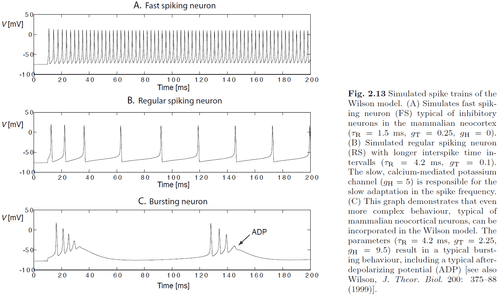 A. Fast spiking neuron
V [mV]
50
0
-50
-100
0 20 40 60 80 100 120 140 160 180 200
Time [ms]
B. Regular spiking neuron
V [mV]
50
0
-50
-100
0 20 40 60 80 100 120 140 160 180 200
Time [ms]
C. Bursting neuron
V [mV]
50
0
-50
-100
ADP
0 20 40 60 80 100 120 140 160 180 200
Time [ms]
Fig. 2.13 Simulated spike trains of the
Wilson model. (A) Simulates fast spik-
ing neuron (FS) typical of inhibitory
neurons in the mammalian neocortex
(τR = 1.5 ms, gT = 0.25, gH = 0).
(B) Simulated regular spiking neuron
(RS) with longer interspike time in-
tervalls (τR = 4.2 ms, gT = 0.1).
The slow, calcium-mediated potassium
channel (gH = 5) is responsible for the
slow adaptation in the spike frequency.
(C) This graph demonstrates that even
more complex behaviour, typical of
mammalian neocortical neurons, can be
incorporated in the Wilson model. The
parameters (τR = 4.2 ms, gT = 2.25,
gH = 9.5) result in a typical burst-
ing behaviour, including a typical after-
depolarizing potential (ADP) [see also
Wilson, J. Theor. Biol. 200: 375–88
(1999)].